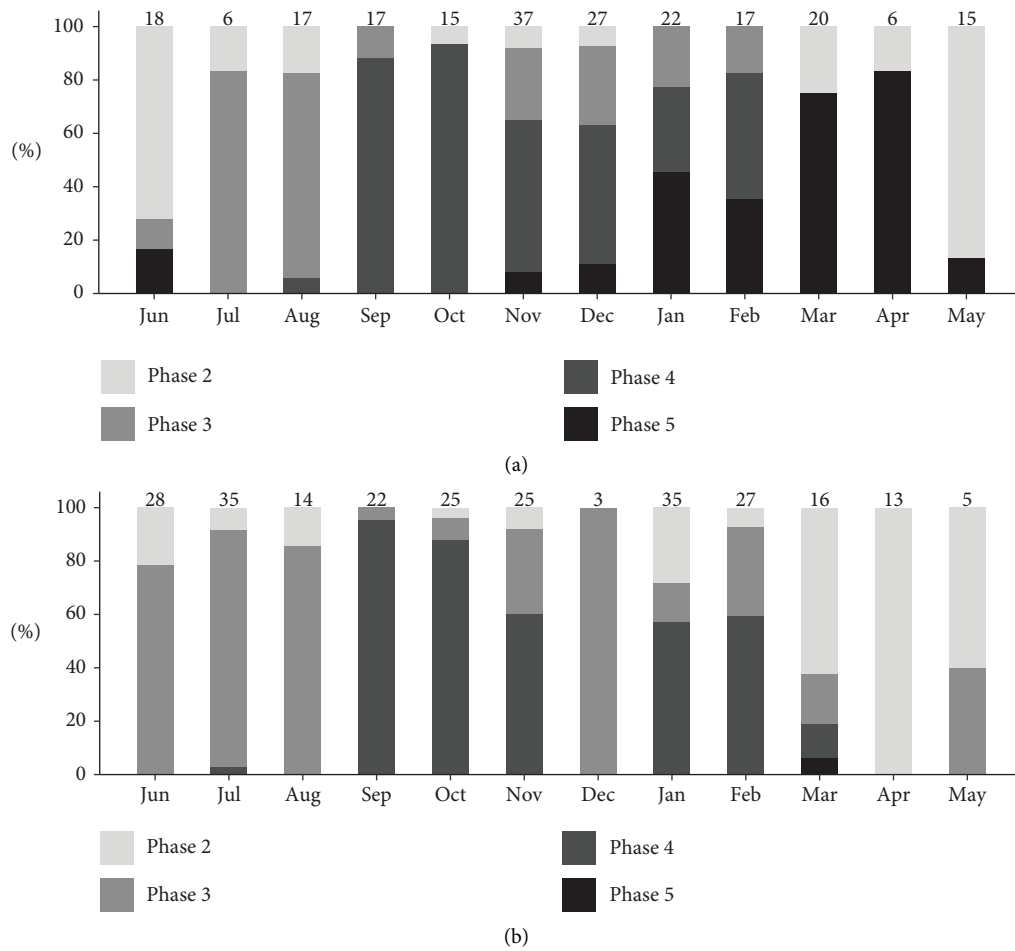 18 6 17 17 15 37 27 22 17 20 6 15
100
80
60
(%)
40
20
0
Jun Jul Aug Sep Oct Nov Dec Jan Feb Mar Apr May
Phase 2 Phase 4
Phase 3 Phase 5
(a)
28 35 14 22 25 25 3 35 27 16 13 5
100
80
60
(%)
40
20
0
Jun Jul Aug Sep Oct Nov Dec Jan Feb Mar Apr May
Phase 2 Phase 4
Phase 3 Phase 5
(b)